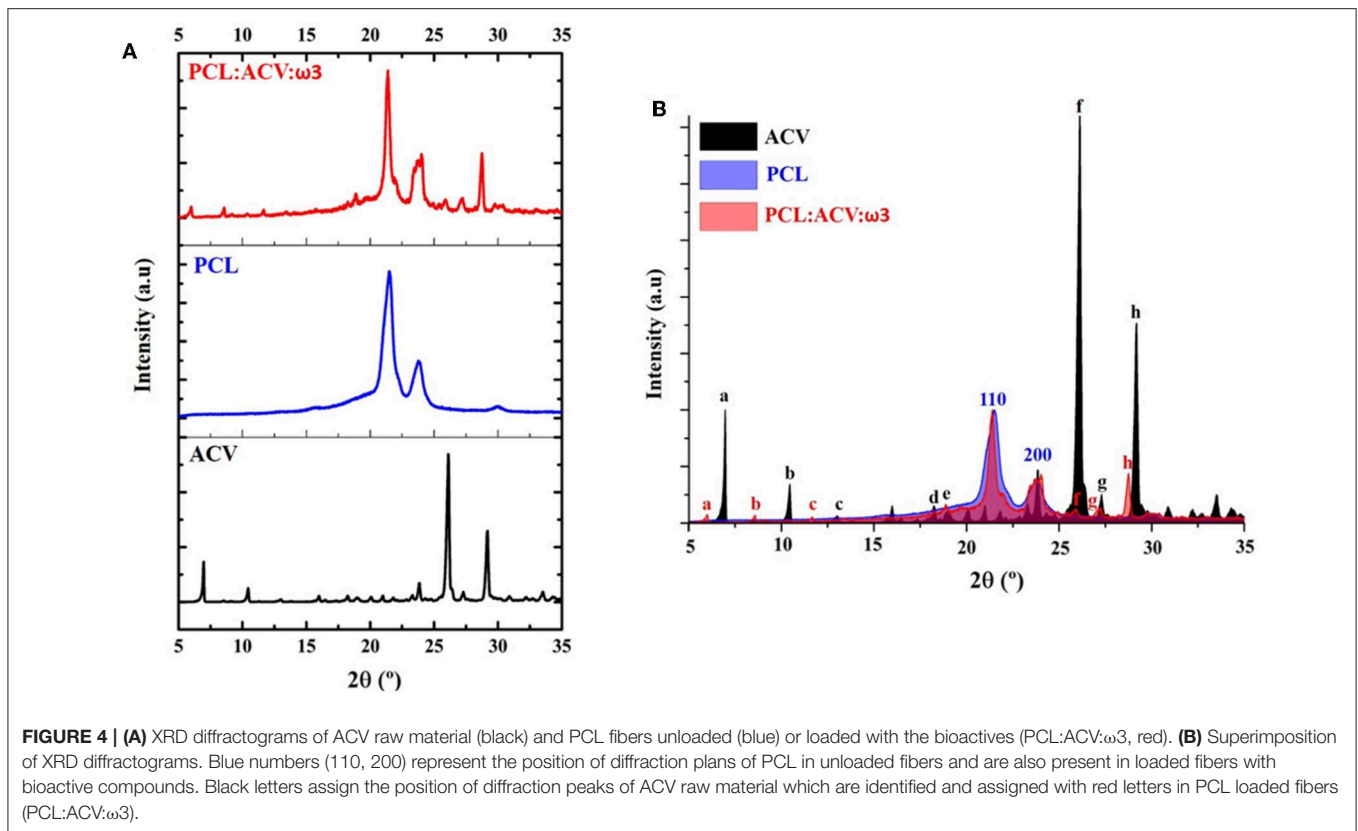 A
5 10 15 20 25 30 35
PCL:ACV:ω3
PCL
ACV
Intensity (a.u)
5 10 15 20 25 30 35
2θ (º)
B
ACV
PCL
PCL:ACV:ω3
Intensity (a.u)
f
h
a
110
200
b
g
h
d e
c
f
g
a b c
5 10 15 20 25 30 35
2θ (º)
FIGURE 4 | (A) XRD diffractograms of ACV raw material (black) and PCL fibers unloaded (blue) or loaded with the bioactives (PCL:ACV:ω3, red). (B) Superimposition
of XRD diffractograms. Blue numbers (110, 200) represent the position of diffraction plans of PCL in unloaded fibers and are also present in loaded fibers with
bioactive compounds. Black letters assign the position of diffraction peaks of ACV raw material which are identified and assigned with red letters in PCL loaded fibers
(PCL:ACV:ω3).